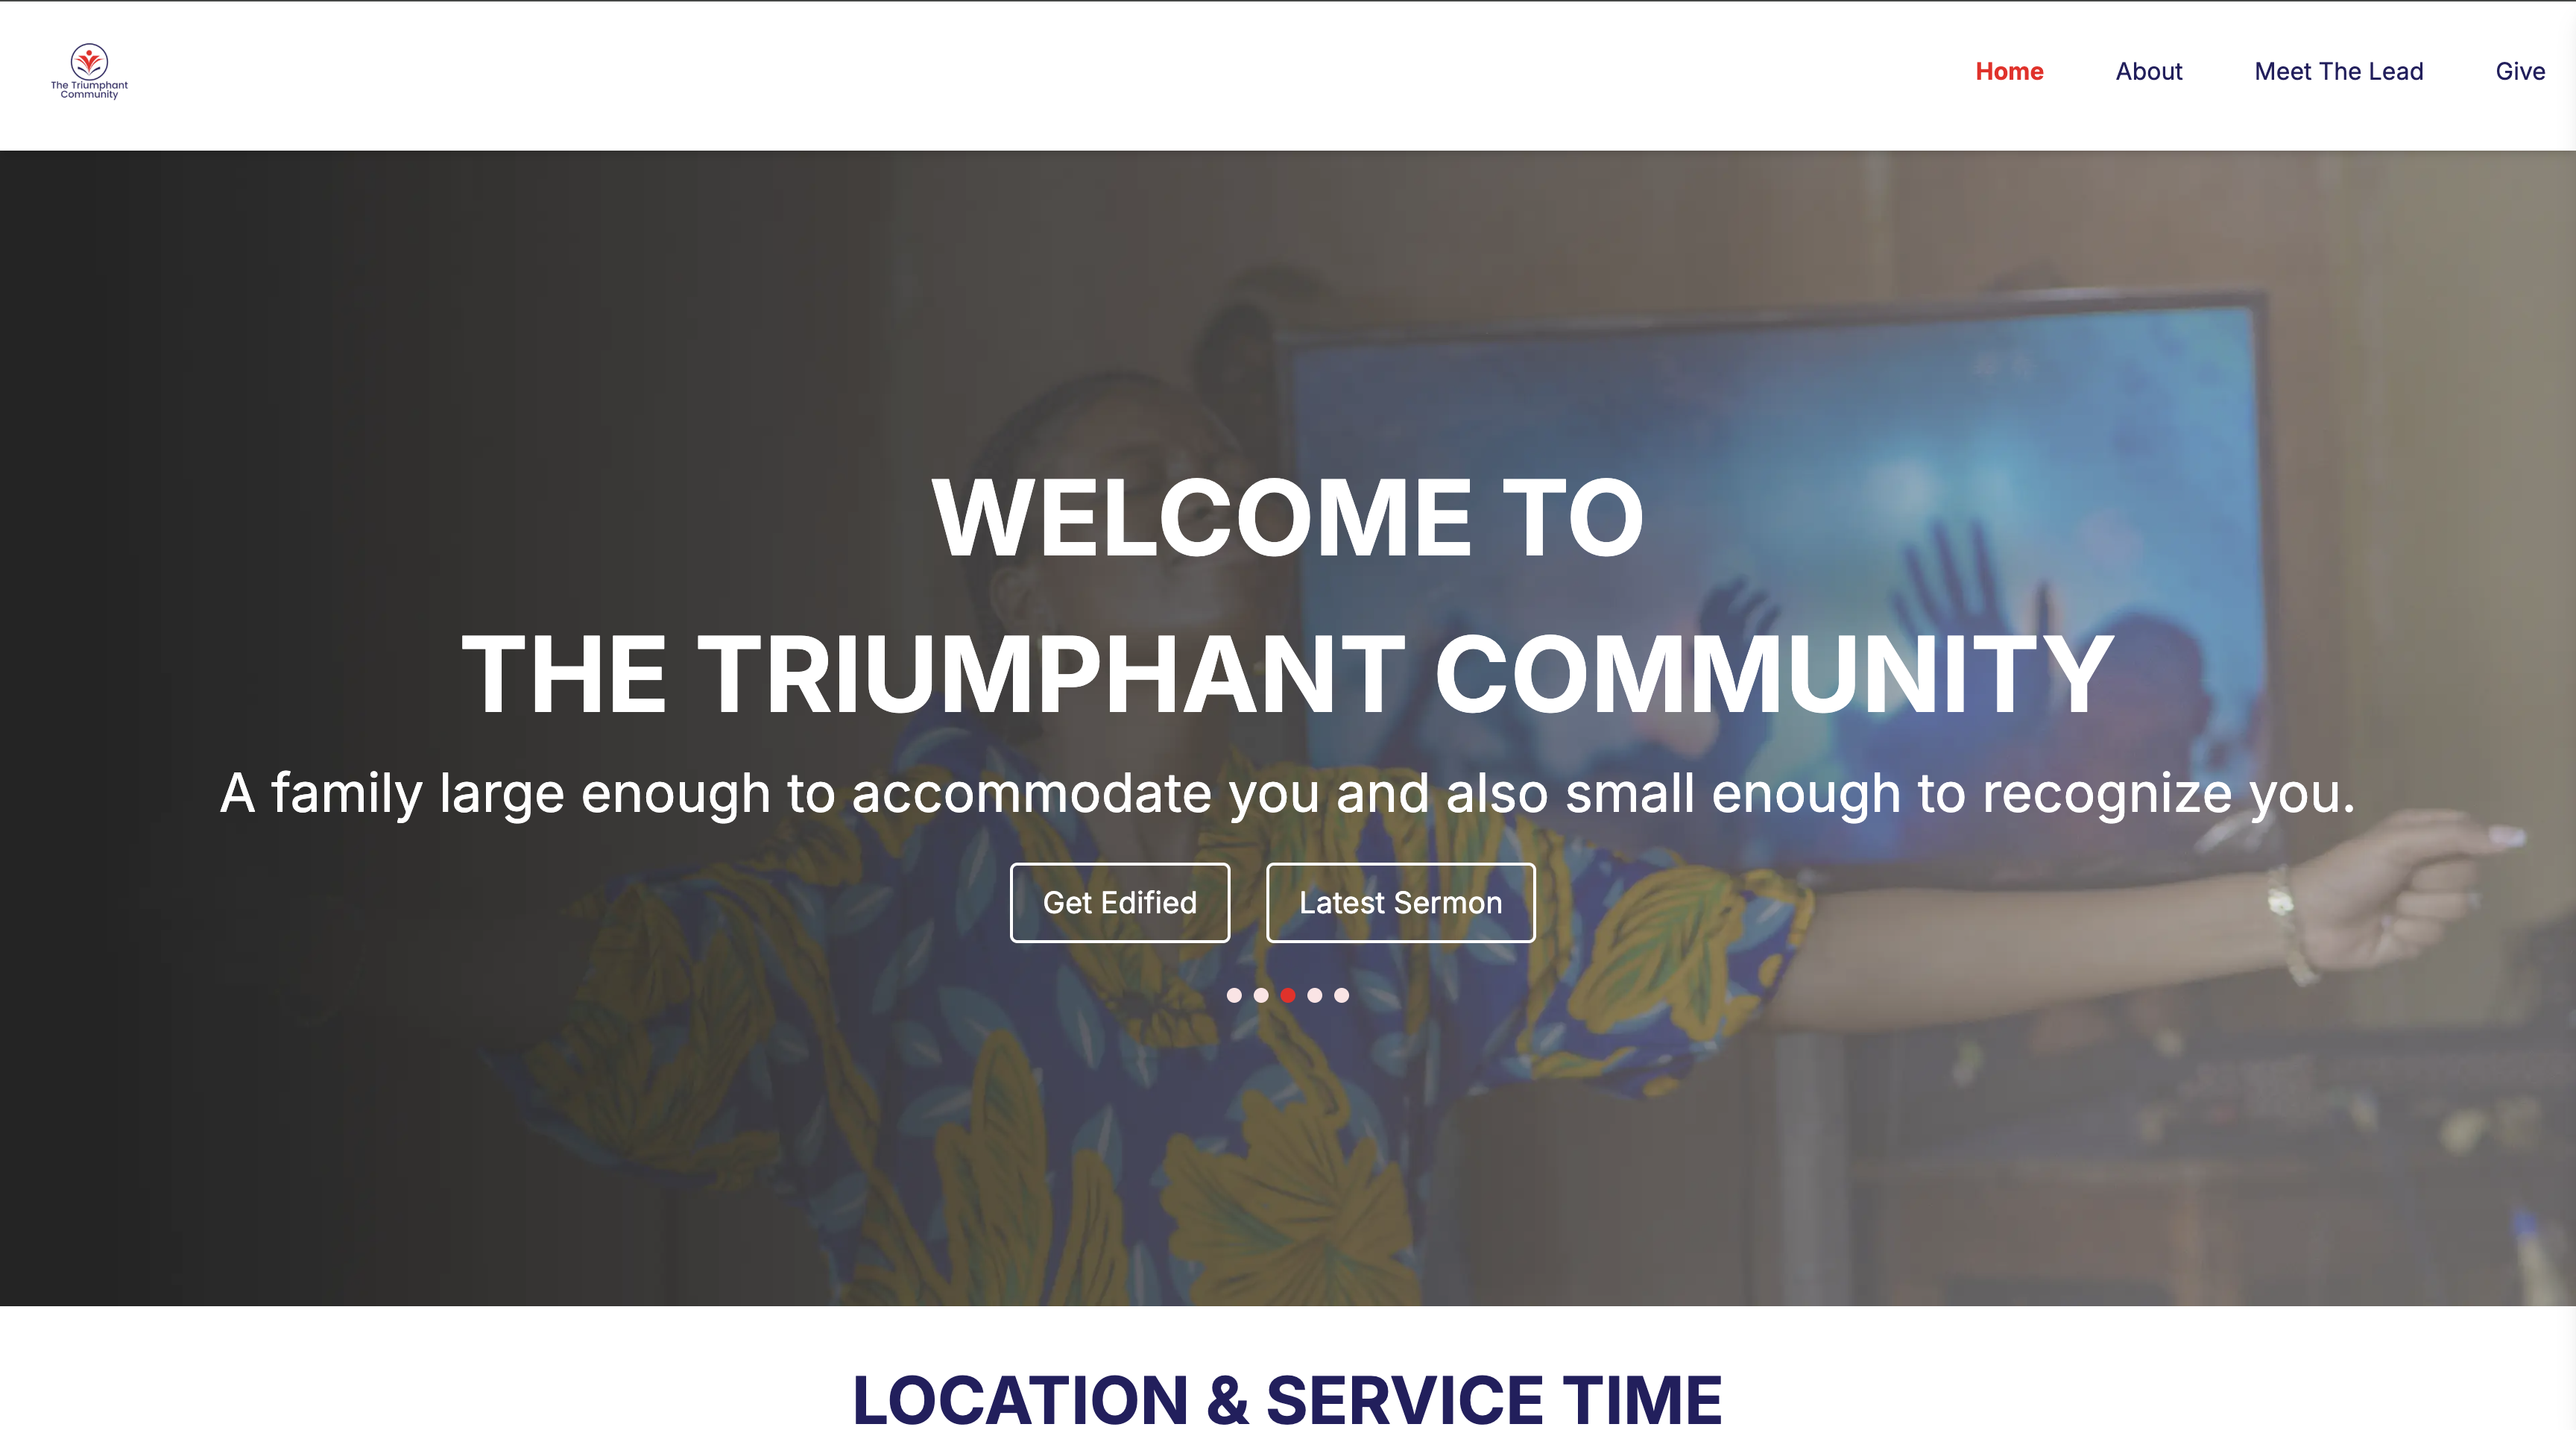 The Triumphant
Community
Home
About
Meet The Lead
Give
WELCOME TO
THE TRIUMPHANT COMMUNITY
A family large enough to accommodate you and also small enough to recognize you.
Get Edified
Latest Sermon
LOCATION & SERVICE TIME